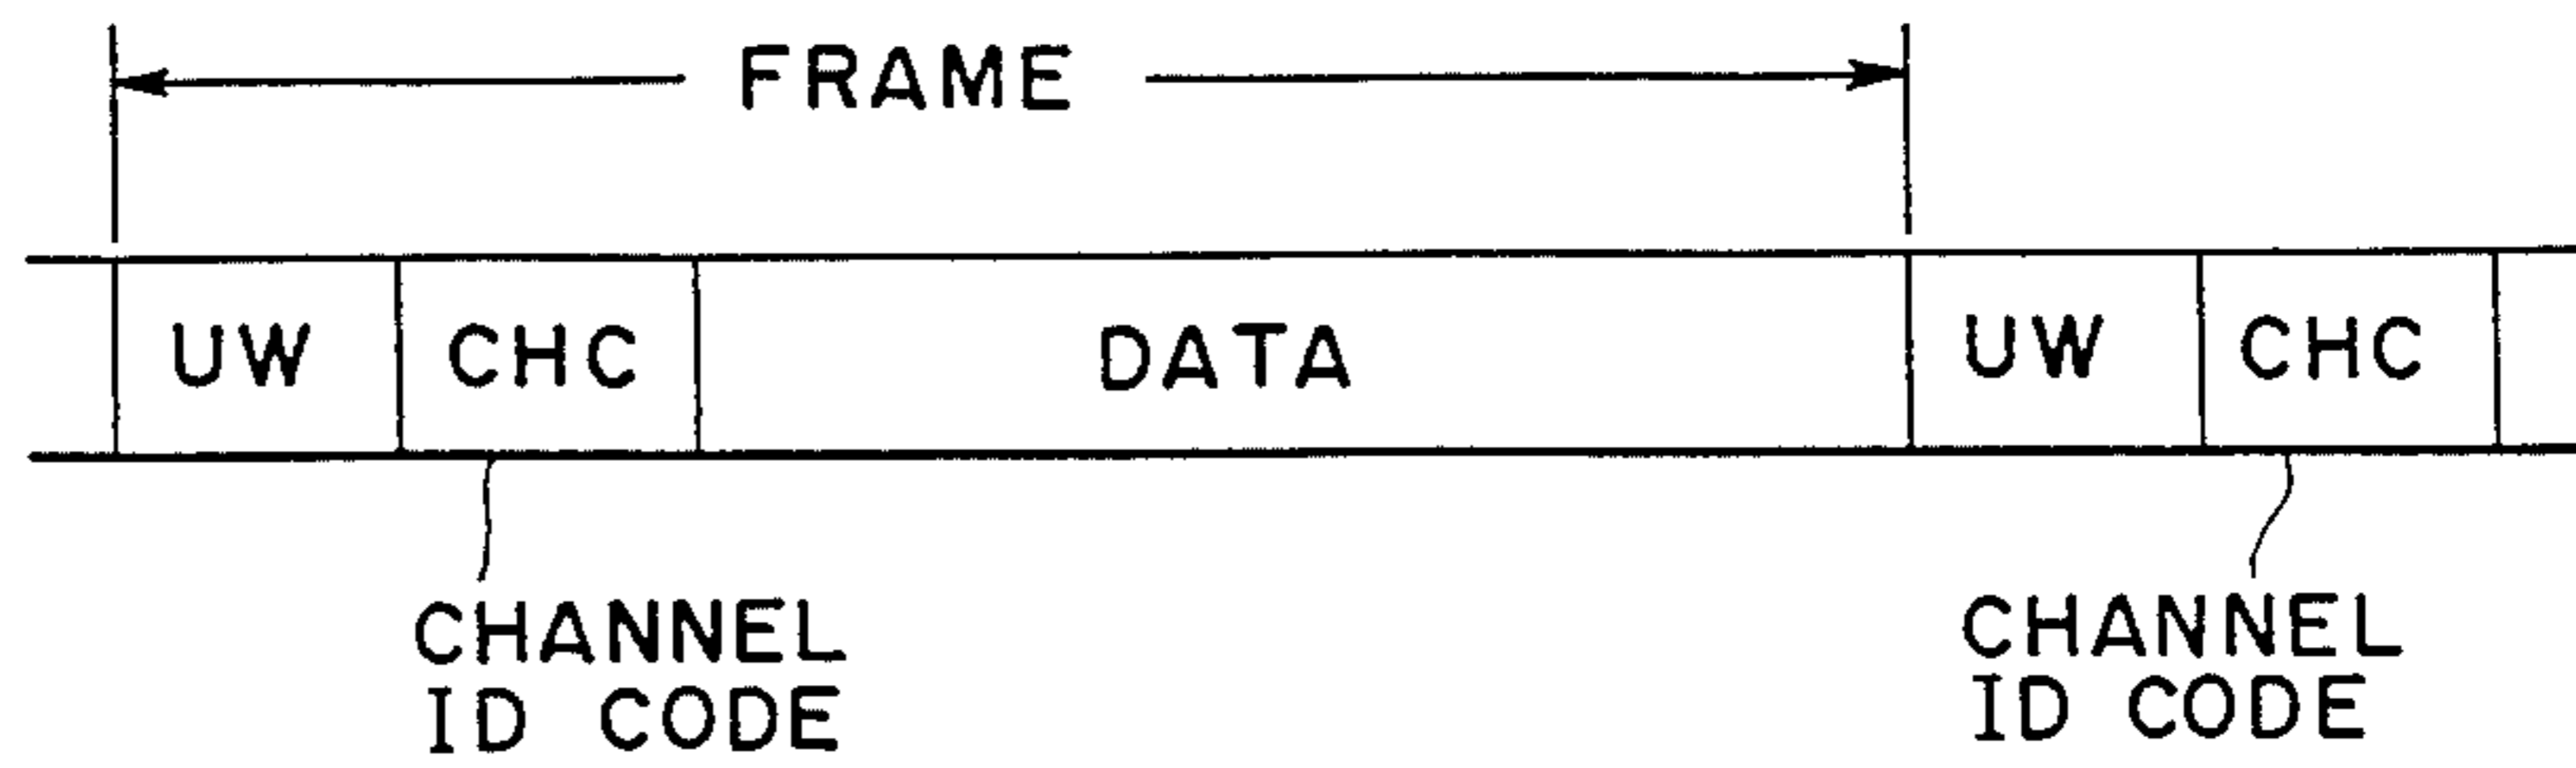 FRAME
UW CHC DATA UW CHC
CHANNEL
ID CODE
CHANNEL
ID CODE